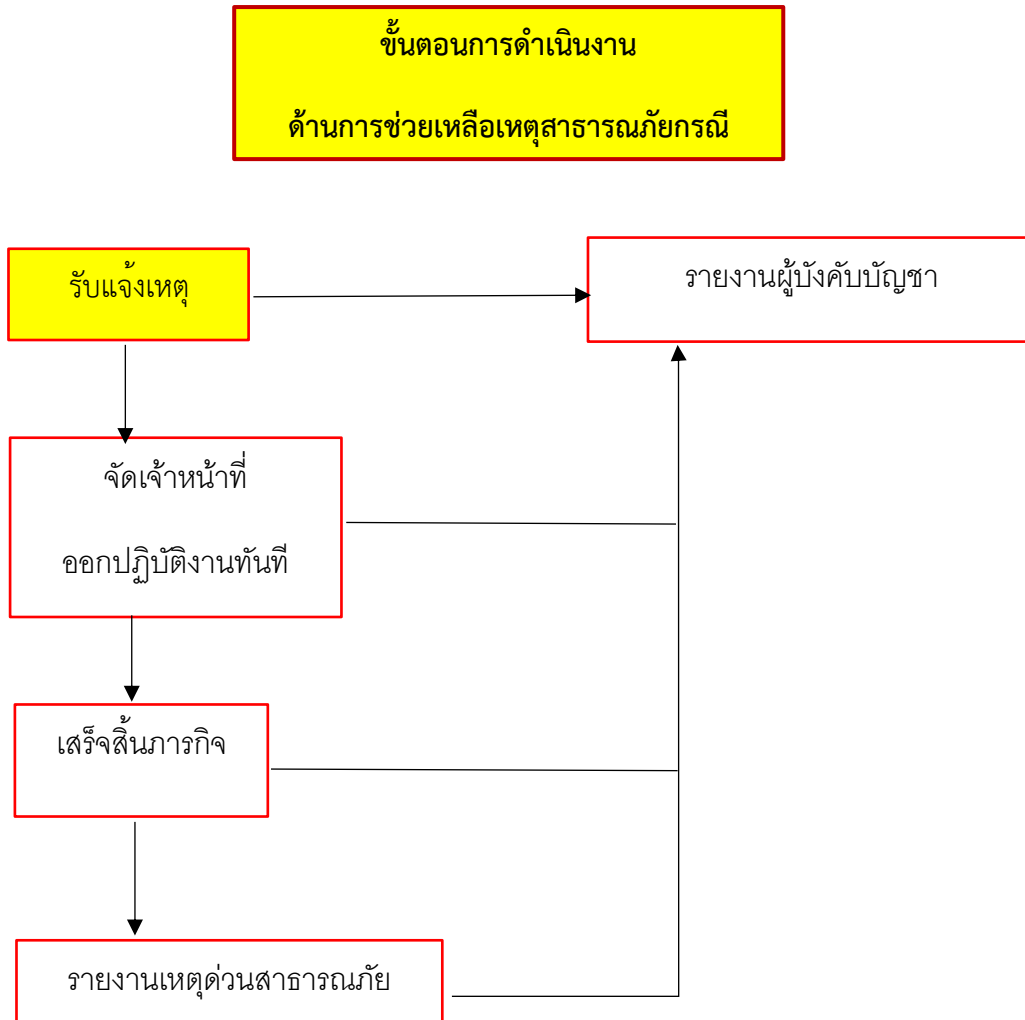 ขั้นตอนการดำเนินงาน
ด้านการช่วยเหลือเหตุสาธารณภัยกรณี
รับแจ้งเหตุ
รายงานผู้บังคับบัญชา
จัดเจ้าหน้าที่
ออกปฏิบัติงานทันที
เสร็จสิ้นภารกิจ
รายงานเหตุด่วนสาธารณภัย